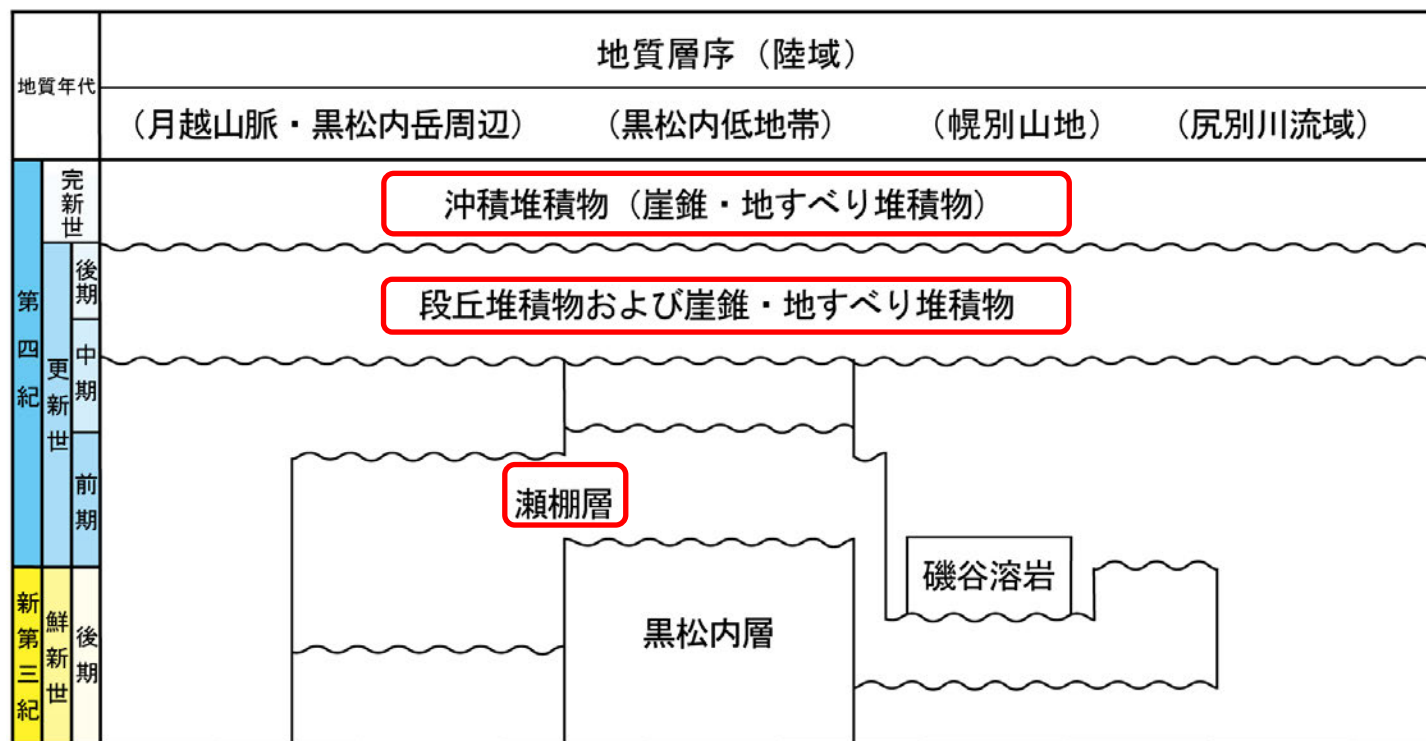 地質年代
地質層序（陸域）
（月越山脈・黒松内岳周辺）
（黒松内低地帯）
（幌別山地）
（尻別川流域）
第四紀
完新世
沖積堆積物（崖錐・地すべり堆積物）
更新世
後期
段丘堆積物および崖錐・地すべり堆積物
中期
前期
瀬棚層
磯谷溶岩
新第三紀
鮮新世
後期
黒松内層